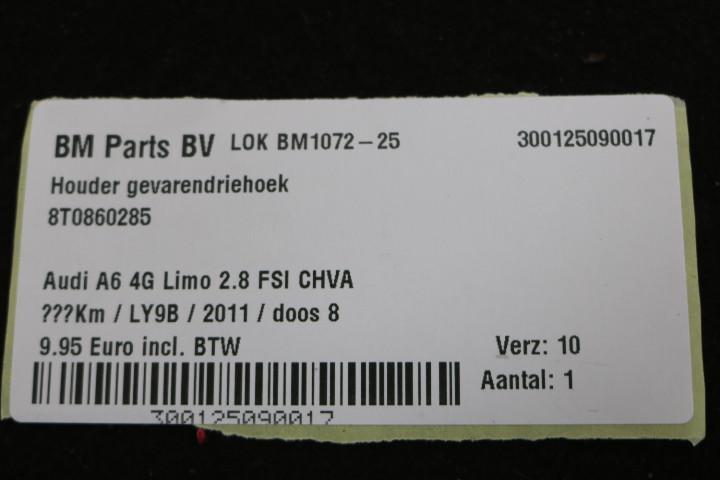 BM Parts BV LOK BM1072-25 300125090017
Houder gevarendriehoek
8T0860285
Audi A6 4G Limo 2.8 FSI CHVA
???Km / LY9B / 2011 / doos 8
9.95 Euro incl. BTW Verz: 10
Aantal: 1
300125090017